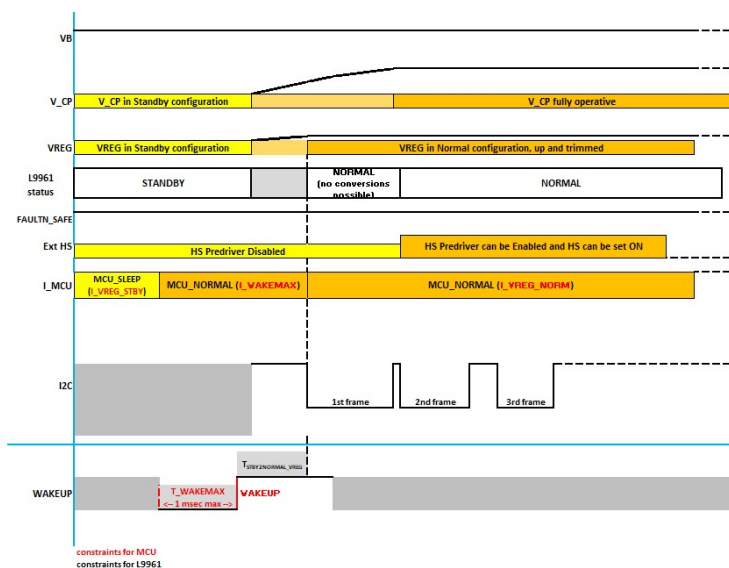 VB
V_CP
V_CP in Standby configuration
V_CP fully operative
VREG
VREG in Standby configuration
VREG in Normal configuration, up and trimmed
L9961
status
STANDBY
NORMAL
(no conversions
possible)
NORMAL
FAULTN_SAFE
Ext HS
HS Predriver Disabled
HS Predriver can be Enabled and HS can be set ON
I_MCU
MCU_SLEEP
(I_VREG_STBY)
MCU_NORMAL (I_WAKEMAX)
MCU_NORMAL (I_VREG_NORM)
I2C
1st frame
2nd frame
3rd frame
TSTBY2NORMAL_VREG
WAKEUP
T_WAKEMAX
<-- 1 msec max -->
WAKEUP
constraints for MCU
constraints for L9961